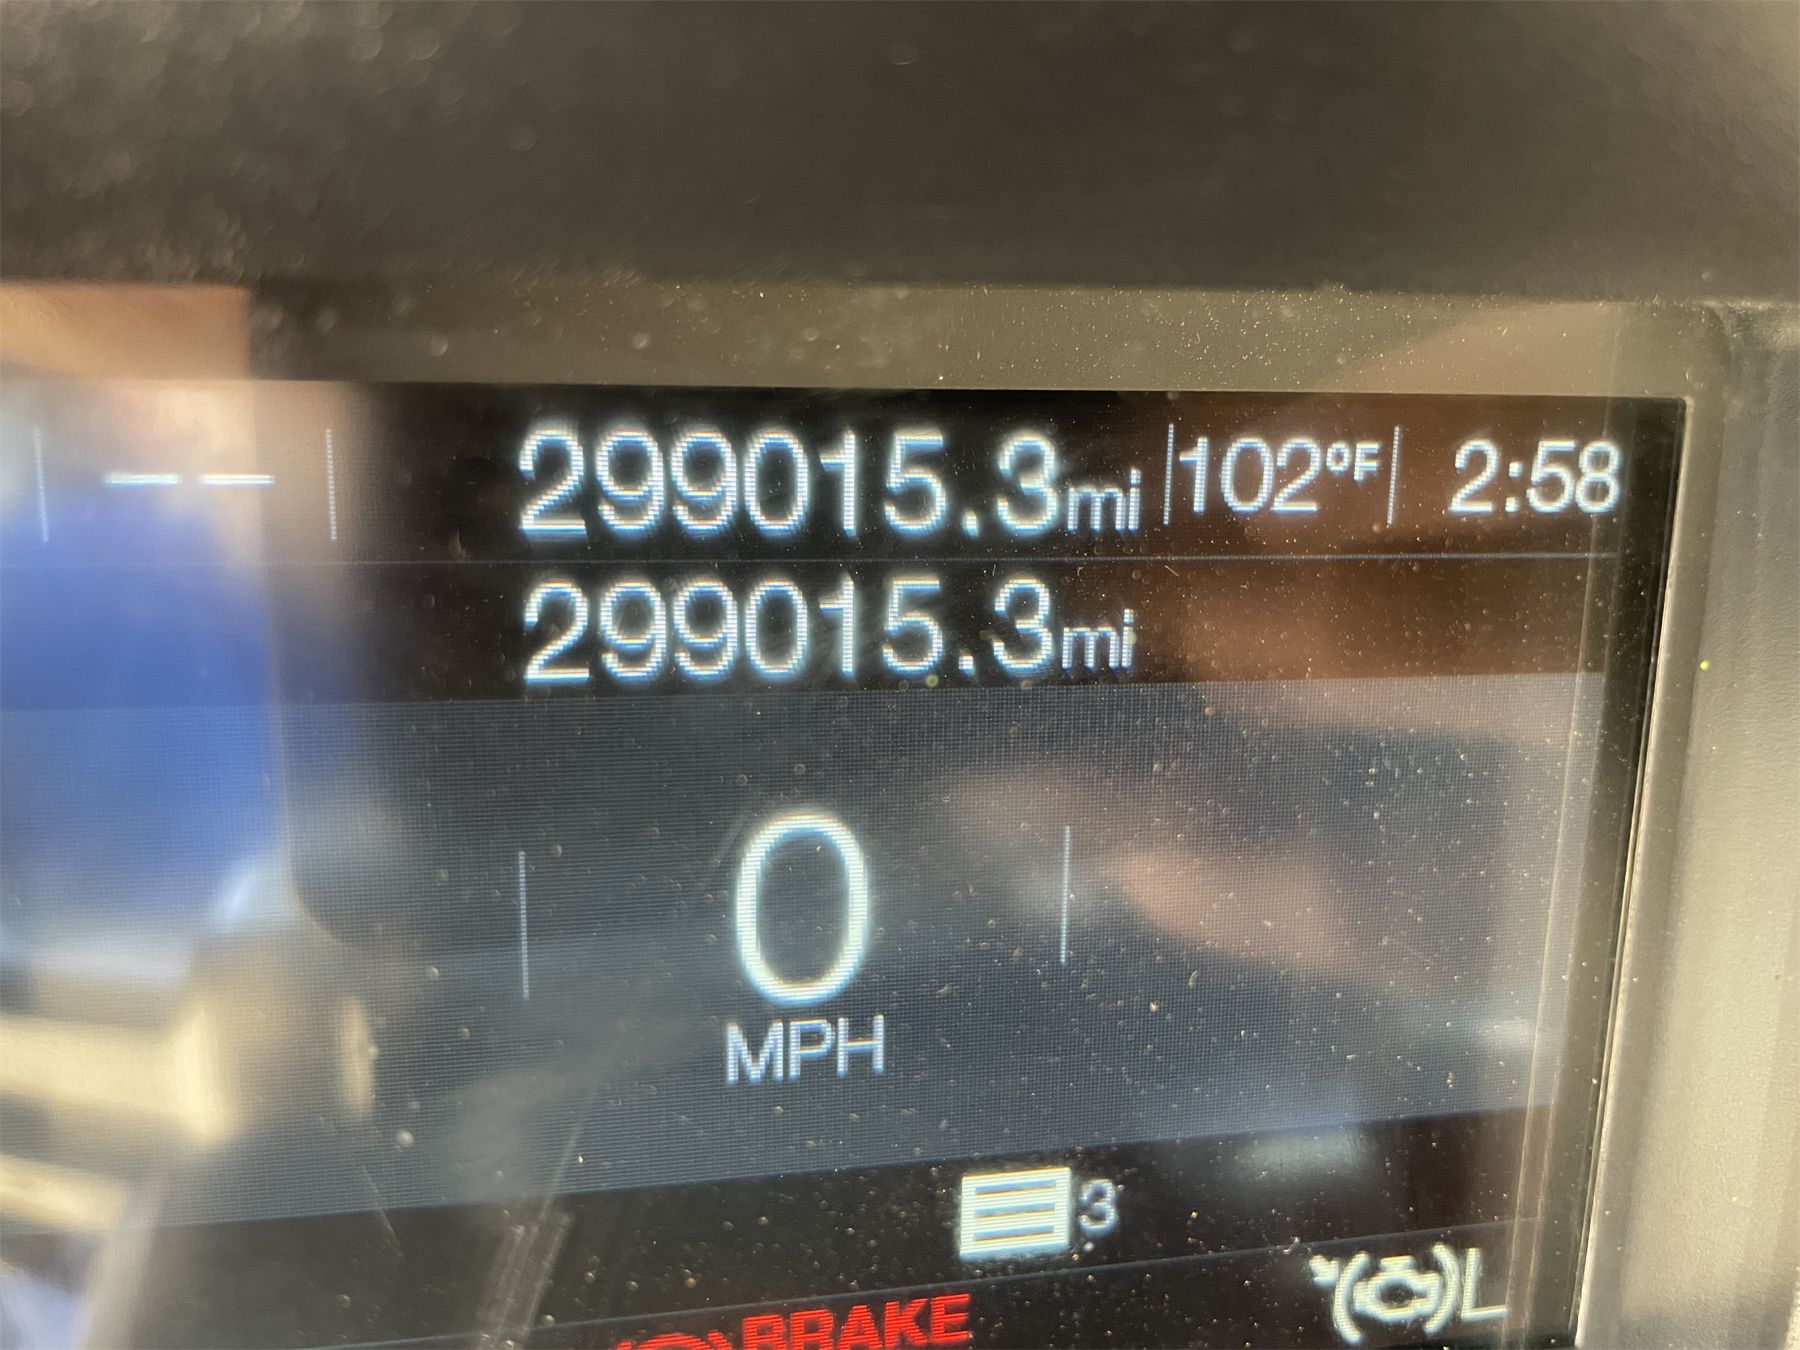 -- 299015.3mi 102°F 2:58
299015.3mi
0
MPH
3
BRAKE
L